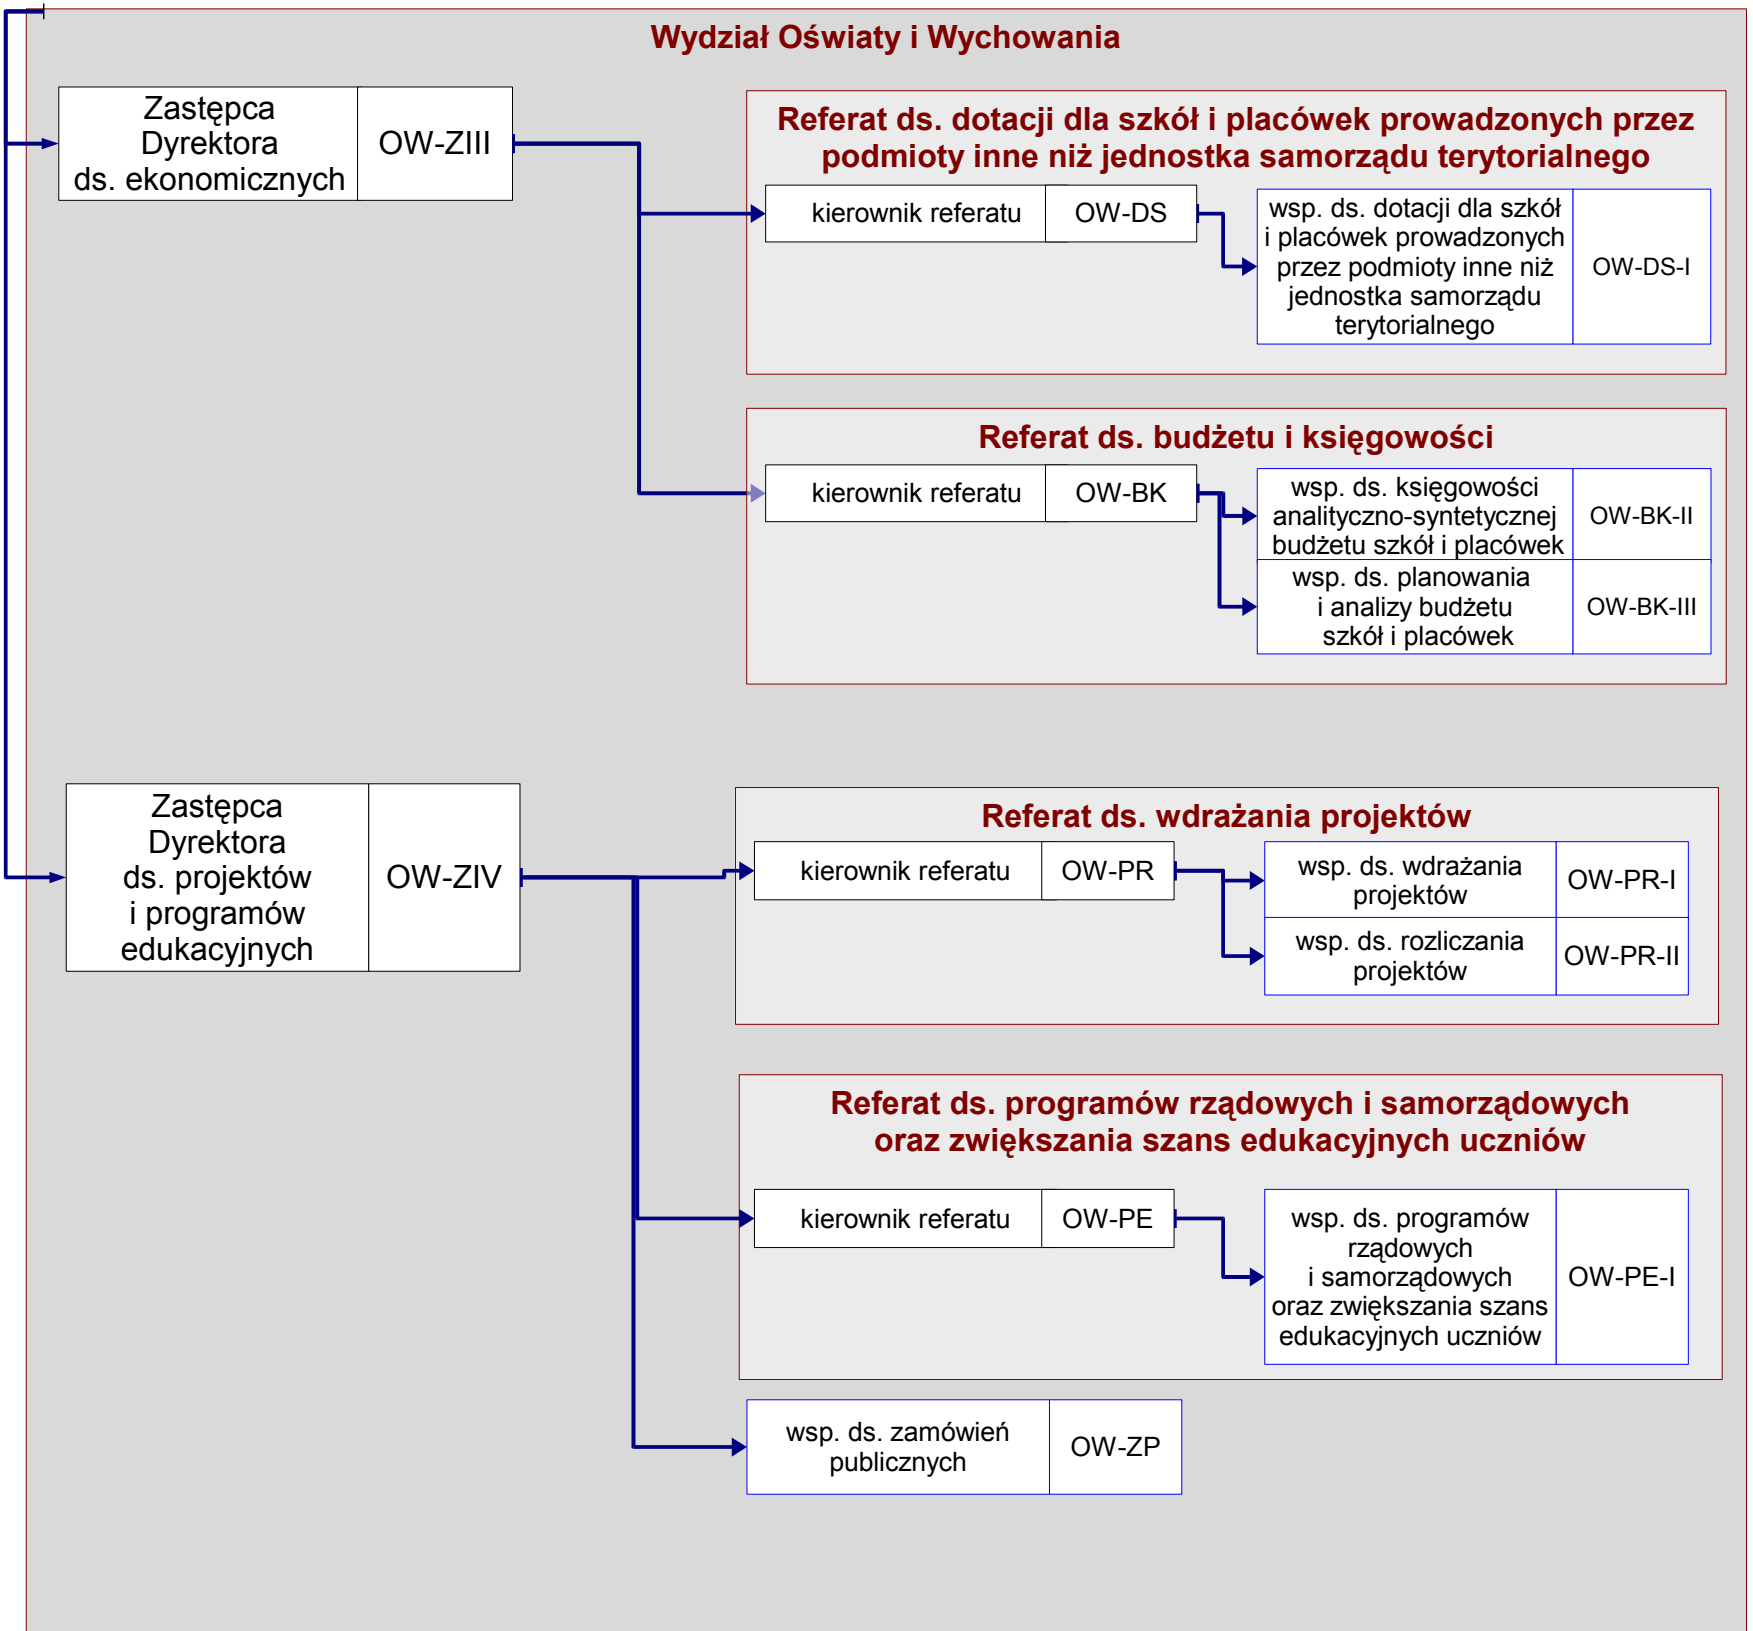 Wydział Oświaty i Wychowania
Zastępca
Dyrektora
ds. ekonomicznych
OW-ZIII
Referat ds. dotacji dla szkół i placówek prowadzonych przez
podmioty inne niż jednostka samorządu terytorialnego
kierownik referatu
OW-DS
wsp. ds. dotacji dla szkół
i placówek prowadzonych
przez podmioty inne niż
jednostka samorządu
terytorialnego
OW-DS-I
Referat ds. budżetu i księgowości
kierownik referatu
OW-BK
wsp. ds. księgowości
analityczno-syntetycznej
budżetu szkół i placówek
OW-BK-II
wsp. ds. planowania
i analizy budżetu
szkół i placówek
OW-BK-III
Zastępca
Dyrektora
ds. projektów
i programów
edukacyjnych
OW-ZIV
Referat ds. wdrażania projektów
kierownik referatu
OW-PR
wsp. ds. wdrażania
projektów
OW-PR-I
wsp. ds. rozliczania
projektów
OW-PR-II
Referat ds. programów rządowych i samorządowych
oraz zwiększania szans edukacyjnych uczniów
kierownik referatu
OW-PE
wsp. ds. programów
rządowych
i samorządowych
oraz zwiększania szans
edukacyjnych uczniów
OW-PE-I
wsp. ds. zamówień
publicznych
OW-ZP